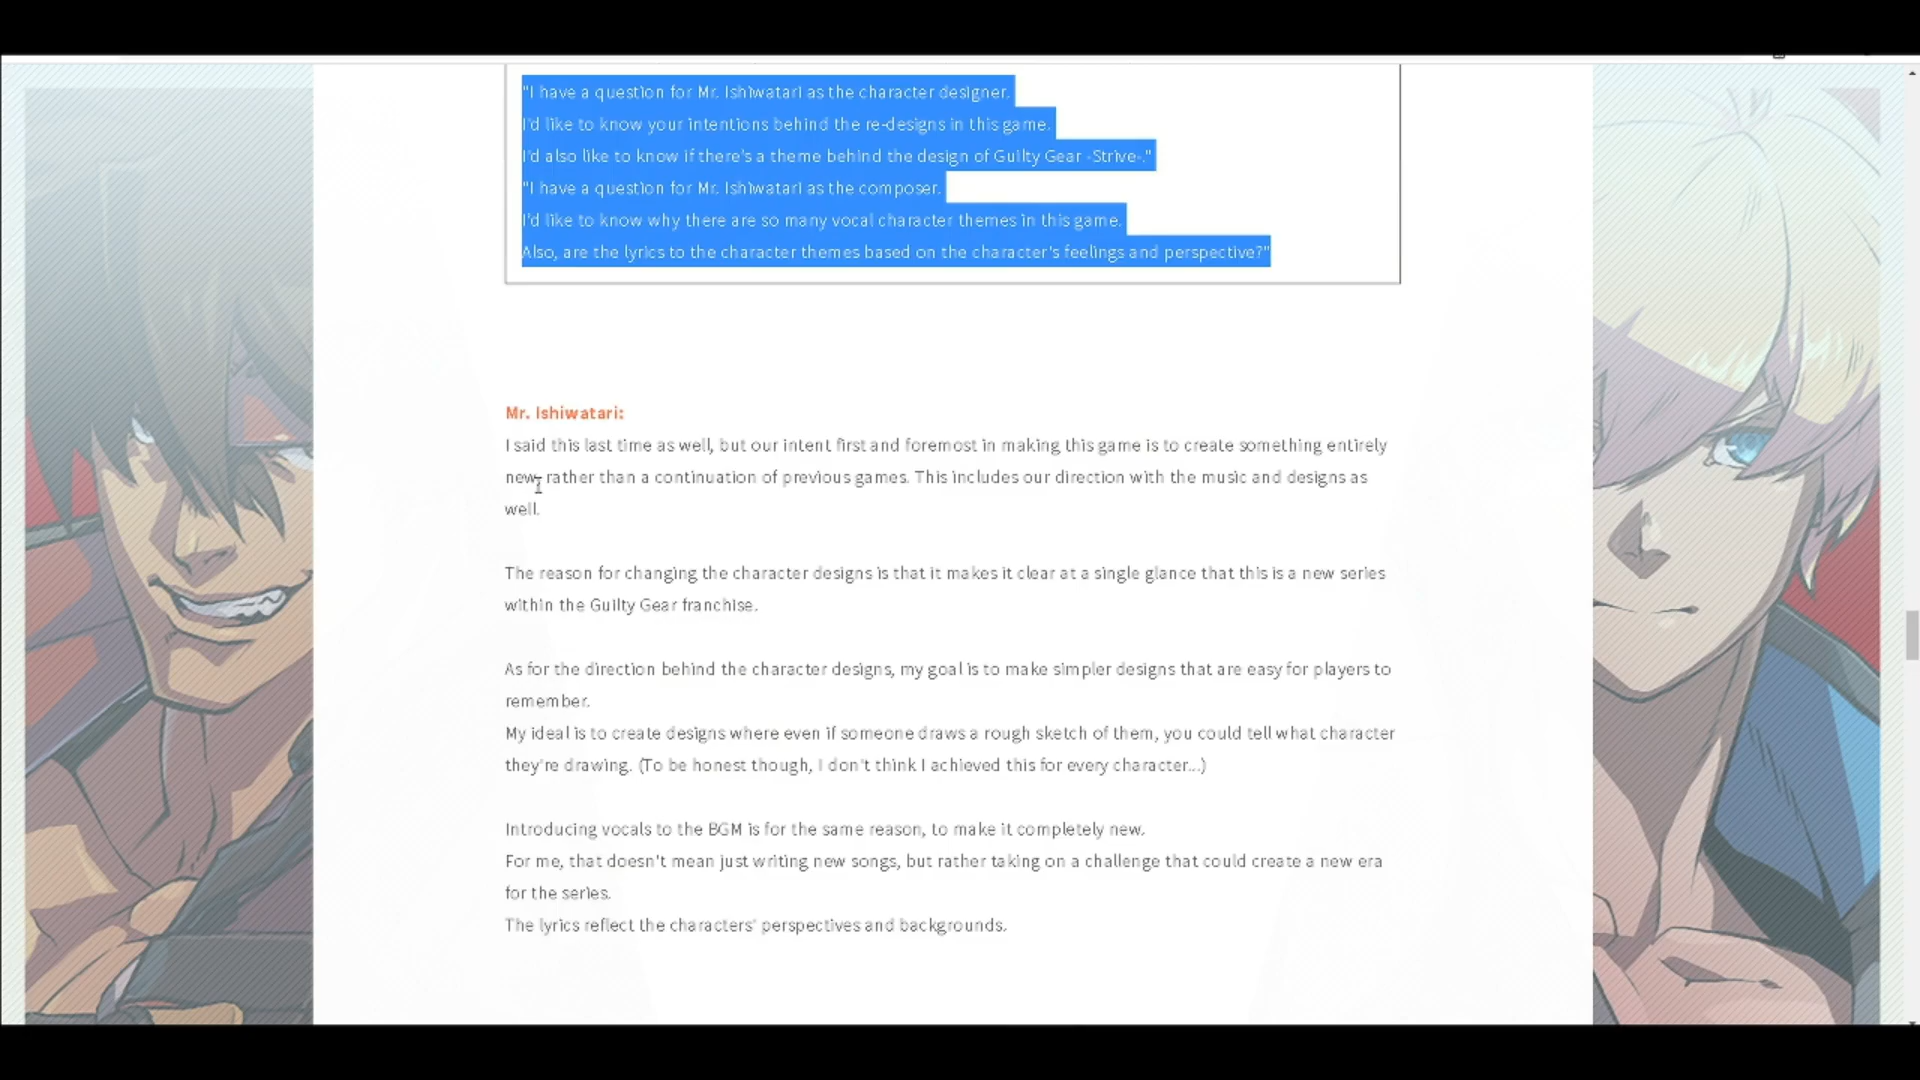 "I have a question for Mr. Ishiwatari as the character designer.
I'd like to know your intentions behind the re-designs in this game.
I'd also like to know if there's a theme behind the design of Guilty Gear -Strive-."
"I have a question for Mr. Ishiwatari as the composer.
I'd like to know why there are so many vocal character themes in this game.
Also, are the lyrics to the character themes based on the character's feelings and perspective?"
Mr. Ishiwatari:
I said this last time as well, but our intent first and foremost in making this game is to create something entirely
new, rather than a continuation of previous games. This includes our direction with the music and designs as
well.
The reason for changing the character designs is that it makes it clear at a single glance that this is a new series
within the Guilty Gear franchise.
As for the direction behind the character designs, my goal is to make simpler designs that are easy for players to
remember.
My ideal is to create designs where even if someone draws a rough sketch of them, you could tell what character
they're drawing. (To be honest though, I don't think I achieved this for every character...)
Introducing vocals to the BGM is for the same reason, to make it completely new.
For me, that doesn't mean just writing new songs, but rather taking on a challenge that could create a new era
for the series.
The lyrics reflect the characters' perspectives and backgrounds.